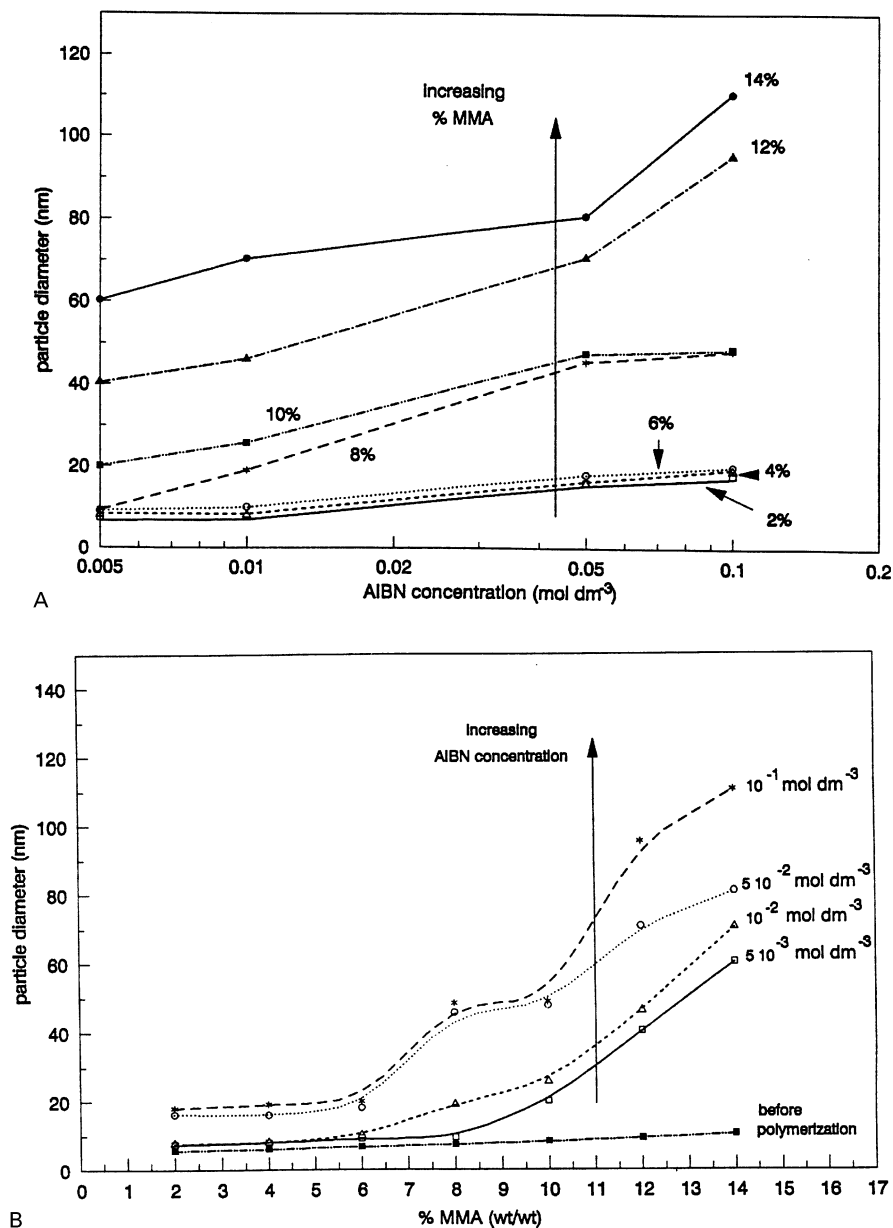 120
100
80
60
40
20
0
particle diameter (nm)
increasing
% MMA
14%
12%
10%
8%
6%
4%
2%
0.005
0.01
0.02
0.05
0.1
0.2
AIBN concentration (mol dm-3)
A
140
120
100
80
60
40
20
0
particle diameter (nm)
increasing
AIBN concentration
10 -1 mol dm-3
5 10 -2 mol dm-3
10 -2 mol dm-3
5 10 -3 mol dm-3
before
polymerization
0 1 2 3 4 5 6 7 8 9 10 11 12 13 14 15 16 17
% MMA (wt/wt)
B